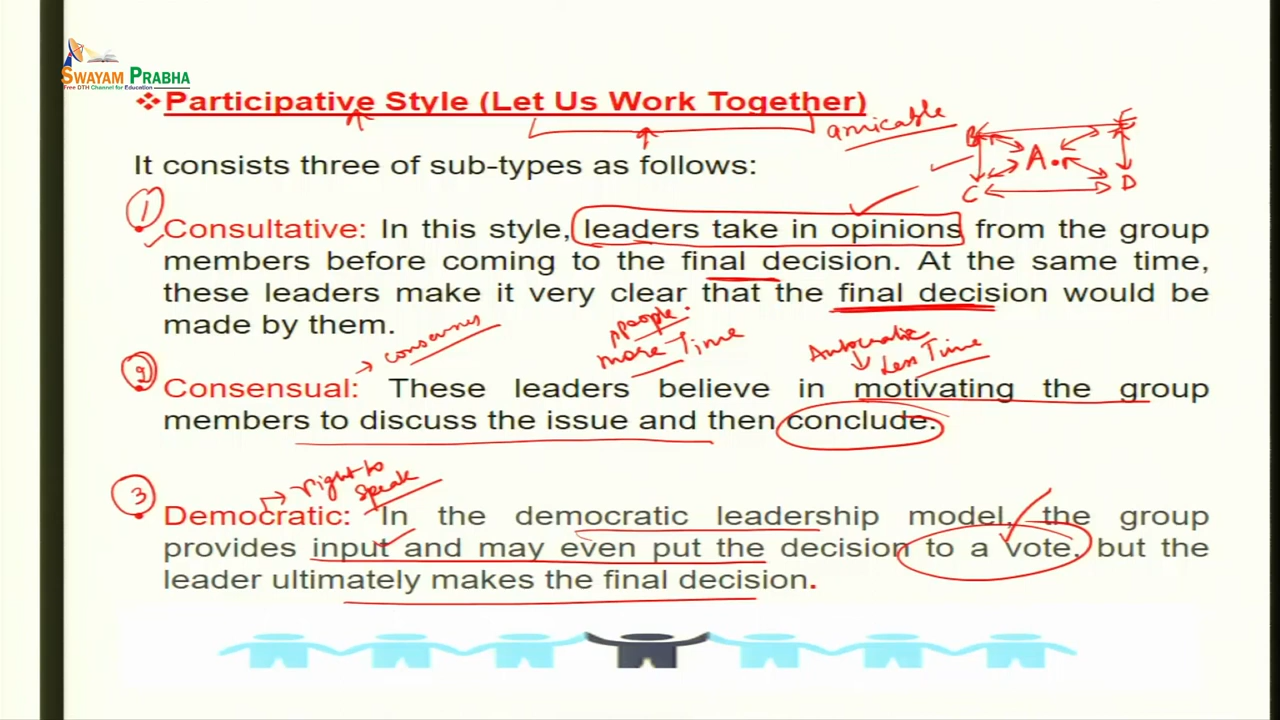 SWAYAM PRABHA
Free DTH Channel for Education
❖Participative Style (Let Us Work Together)
amicable
B E
A
C D
It consists three of sub-types as follows:
1
Consultative: In this style, leaders take in opinions from the group
members before coming to the final decision. At the same time,
these leaders make it very clear that the final decision would be
made by them.
people.
more Time
Autocratic
Less Time
2
• Consensual: These leaders believe in motivating the group
members to discuss the issue and then conclude.
→ right to
speak
3
• Democratic: In the democratic leadership model, the group
provides input and may even put the decision to a vote, but the
leader ultimately makes the final decision.